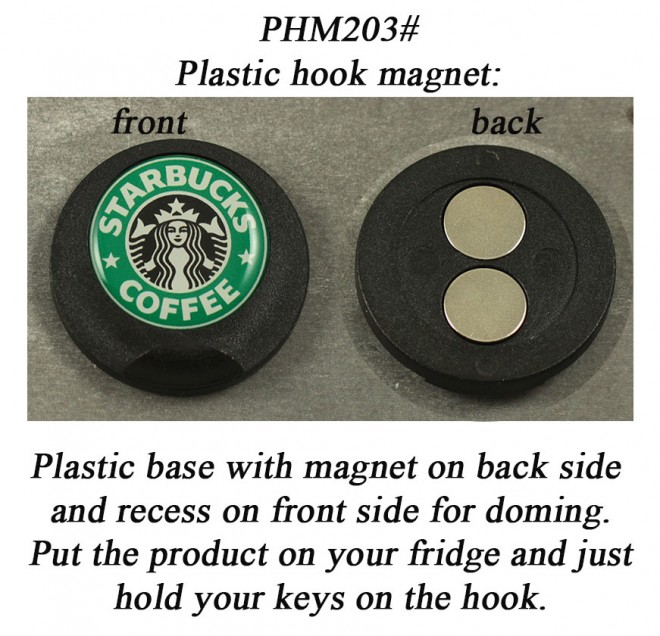 PHM203#
Plastic hook magnet:
front
back
STARBUCKS
COFFEE
Plastic base with magnet on back side
and recess on front side for doming.
Put the product on your fridge and just
hold your keys on the hook.